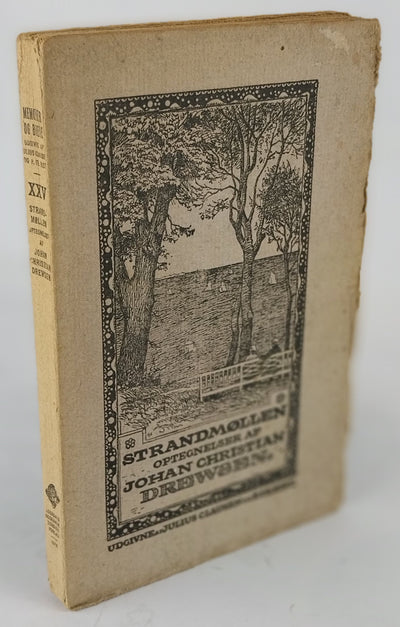 MEMOIRER
OG BREVE
XXV
STRAND-
MØLLEN
OPTEGNELSER
AF
JOHAN
CHRISTIAN
DREWSEN
STRANDMØLLEN
OPTEGNELSER AF
JOHAN CHRISTIAN
DREWSEN
UDGIVNE AF JULIUS CLAUSEN